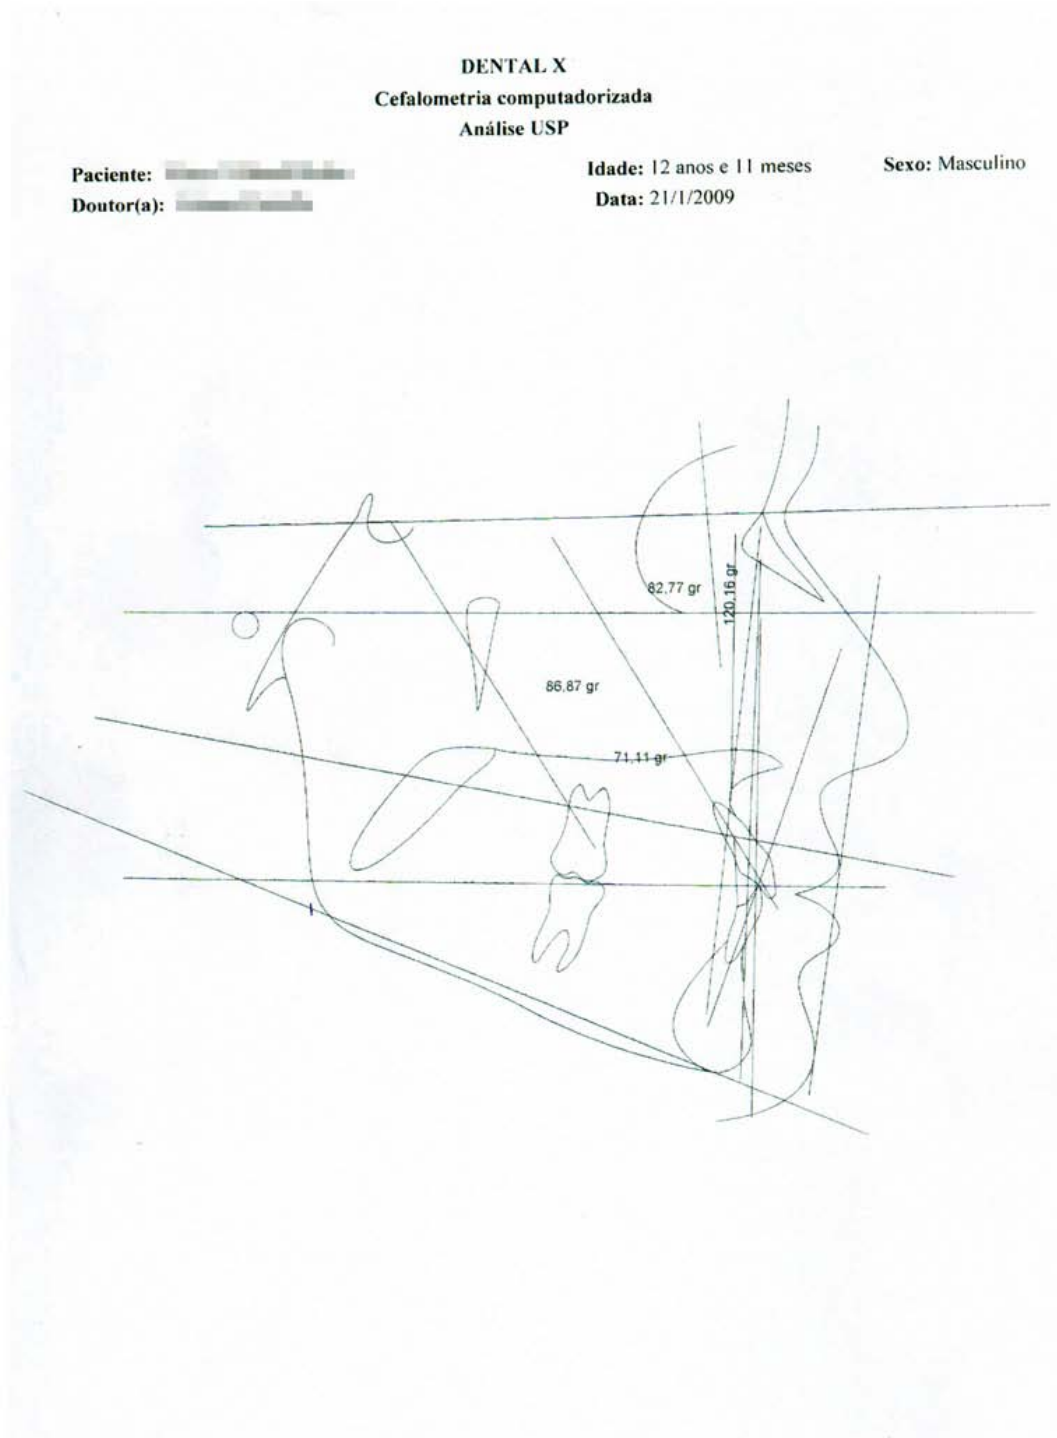 DENTAL X
Cefalometria computadorizada
Análise USP
Paciente:
Idade: 12 anos e 11 meses
Sexo: Masculino
Doutor(a):
Data: 21/1/2009
82,77 gr
120,16 gr
86,87 gr
71,11 gr